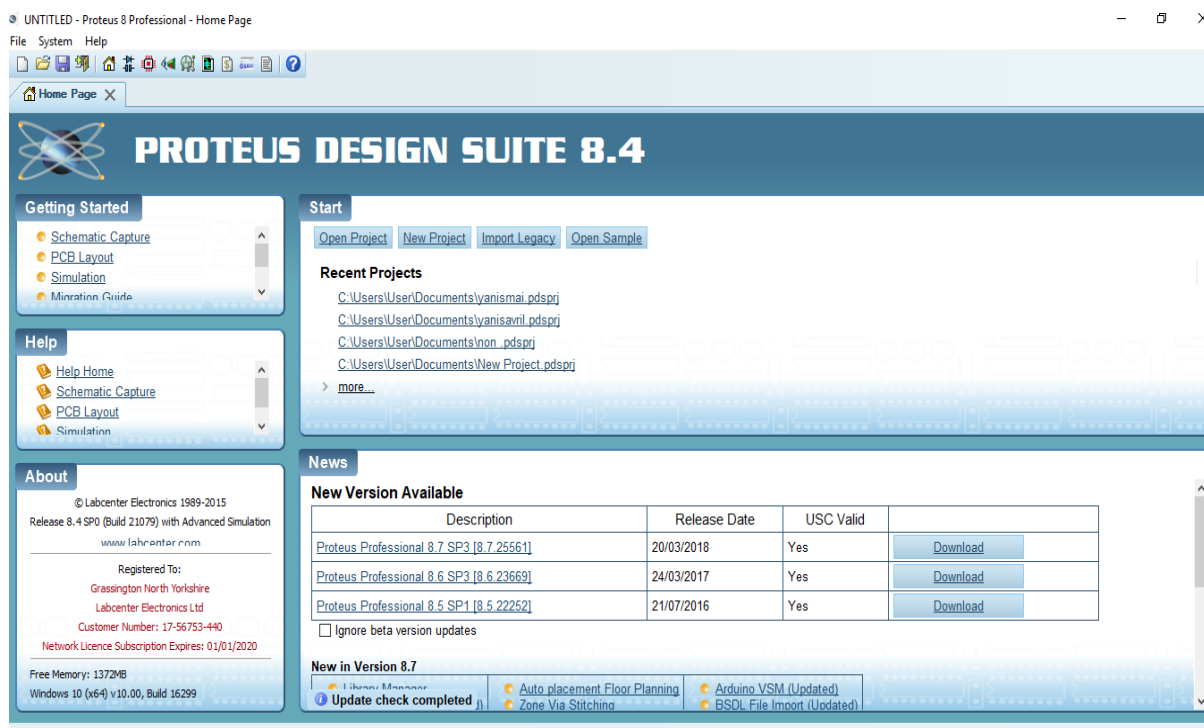 UNTITLED - Proteus 8 Professional - Home Page
File System Help
Home Page
PROTEUS DESIGN SUITE 8.4
Getting Started
Schematic Capture
PCB Layout
Simulation
Migration Guide
Help
Help Home
Schematic Capture
PCB Layout
Simulation
About
© Labcenter Electronics 1989-2015
Release 8.4 SP0 (Build 21079) with Advanced Simulation
www.labcenter.com
Registered To:
Grassington North Yorkshire
Labcenter Electronics Ltd
Customer Number: 17-56753-440
Network Licence Subscription Expires: 01/01/2020
Free Memory: 1372MB
Windows 10 (x64) v10.00, Build 16299
Start
Open Project New Project Import Legacy Open Sample
Recent Projects
C:\Users\User\Documents\yanismai.pdsprj
C:\Users\User\Documents\yanisavril.pdsprj
C:\Users\User\Documents\non .pdsprj
C:\Users\User\Documents\New Project.pdsprj
more...
News
New Version Available
Description Release Date USC Valid
Proteus Professional 8.7 SP3 [8.7.25561] 20/03/2018 Yes Download
Proteus Professional 8.6 SP3 [8.6.23669] 24/03/2017 Yes Download
Proteus Professional 8.5 SP1 [8.5.22252] 21/07/2016 Yes Download
Ignore beta version updates
New in Version 8.7
Library Manager Auto placement Floor Planning Arduino VSM (Updated)
Zone Via Stitching BSDL File Import (Updated)
Update check completed